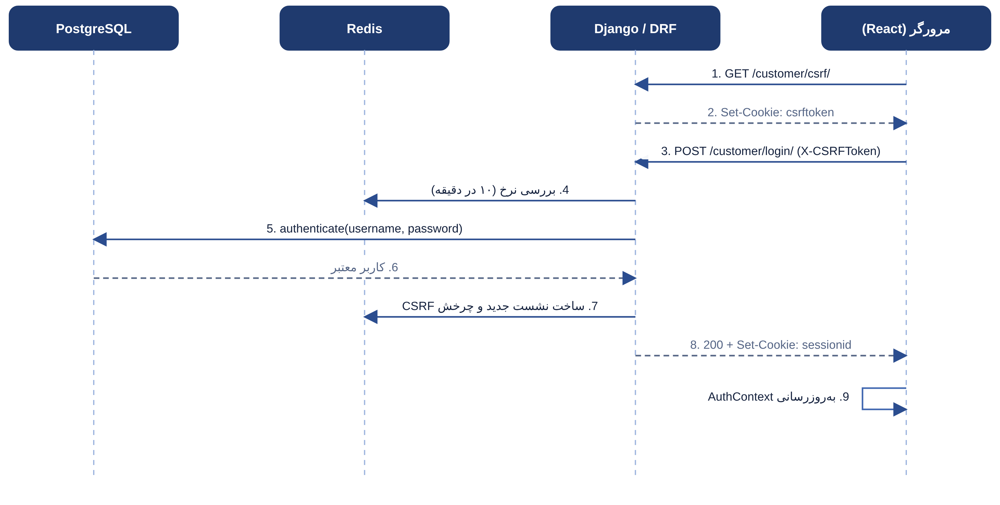 مرورگر (React)
Django / DRF
Redis
PostgreSQL
1. GET /customer/csrf/
2. Set-Cookie: csrftoken
3. POST /customer/login/ (X-CSRFToken)
4. بررسی نرخ (۱۰ در دقیقه)
5. authenticate(username, password)
6. کاربر معتبر
7. ساخت نشست جدید و چرخش CSRF
8. 200 + Set-Cookie: sessionid
9. به‌روزرسانی AuthContext